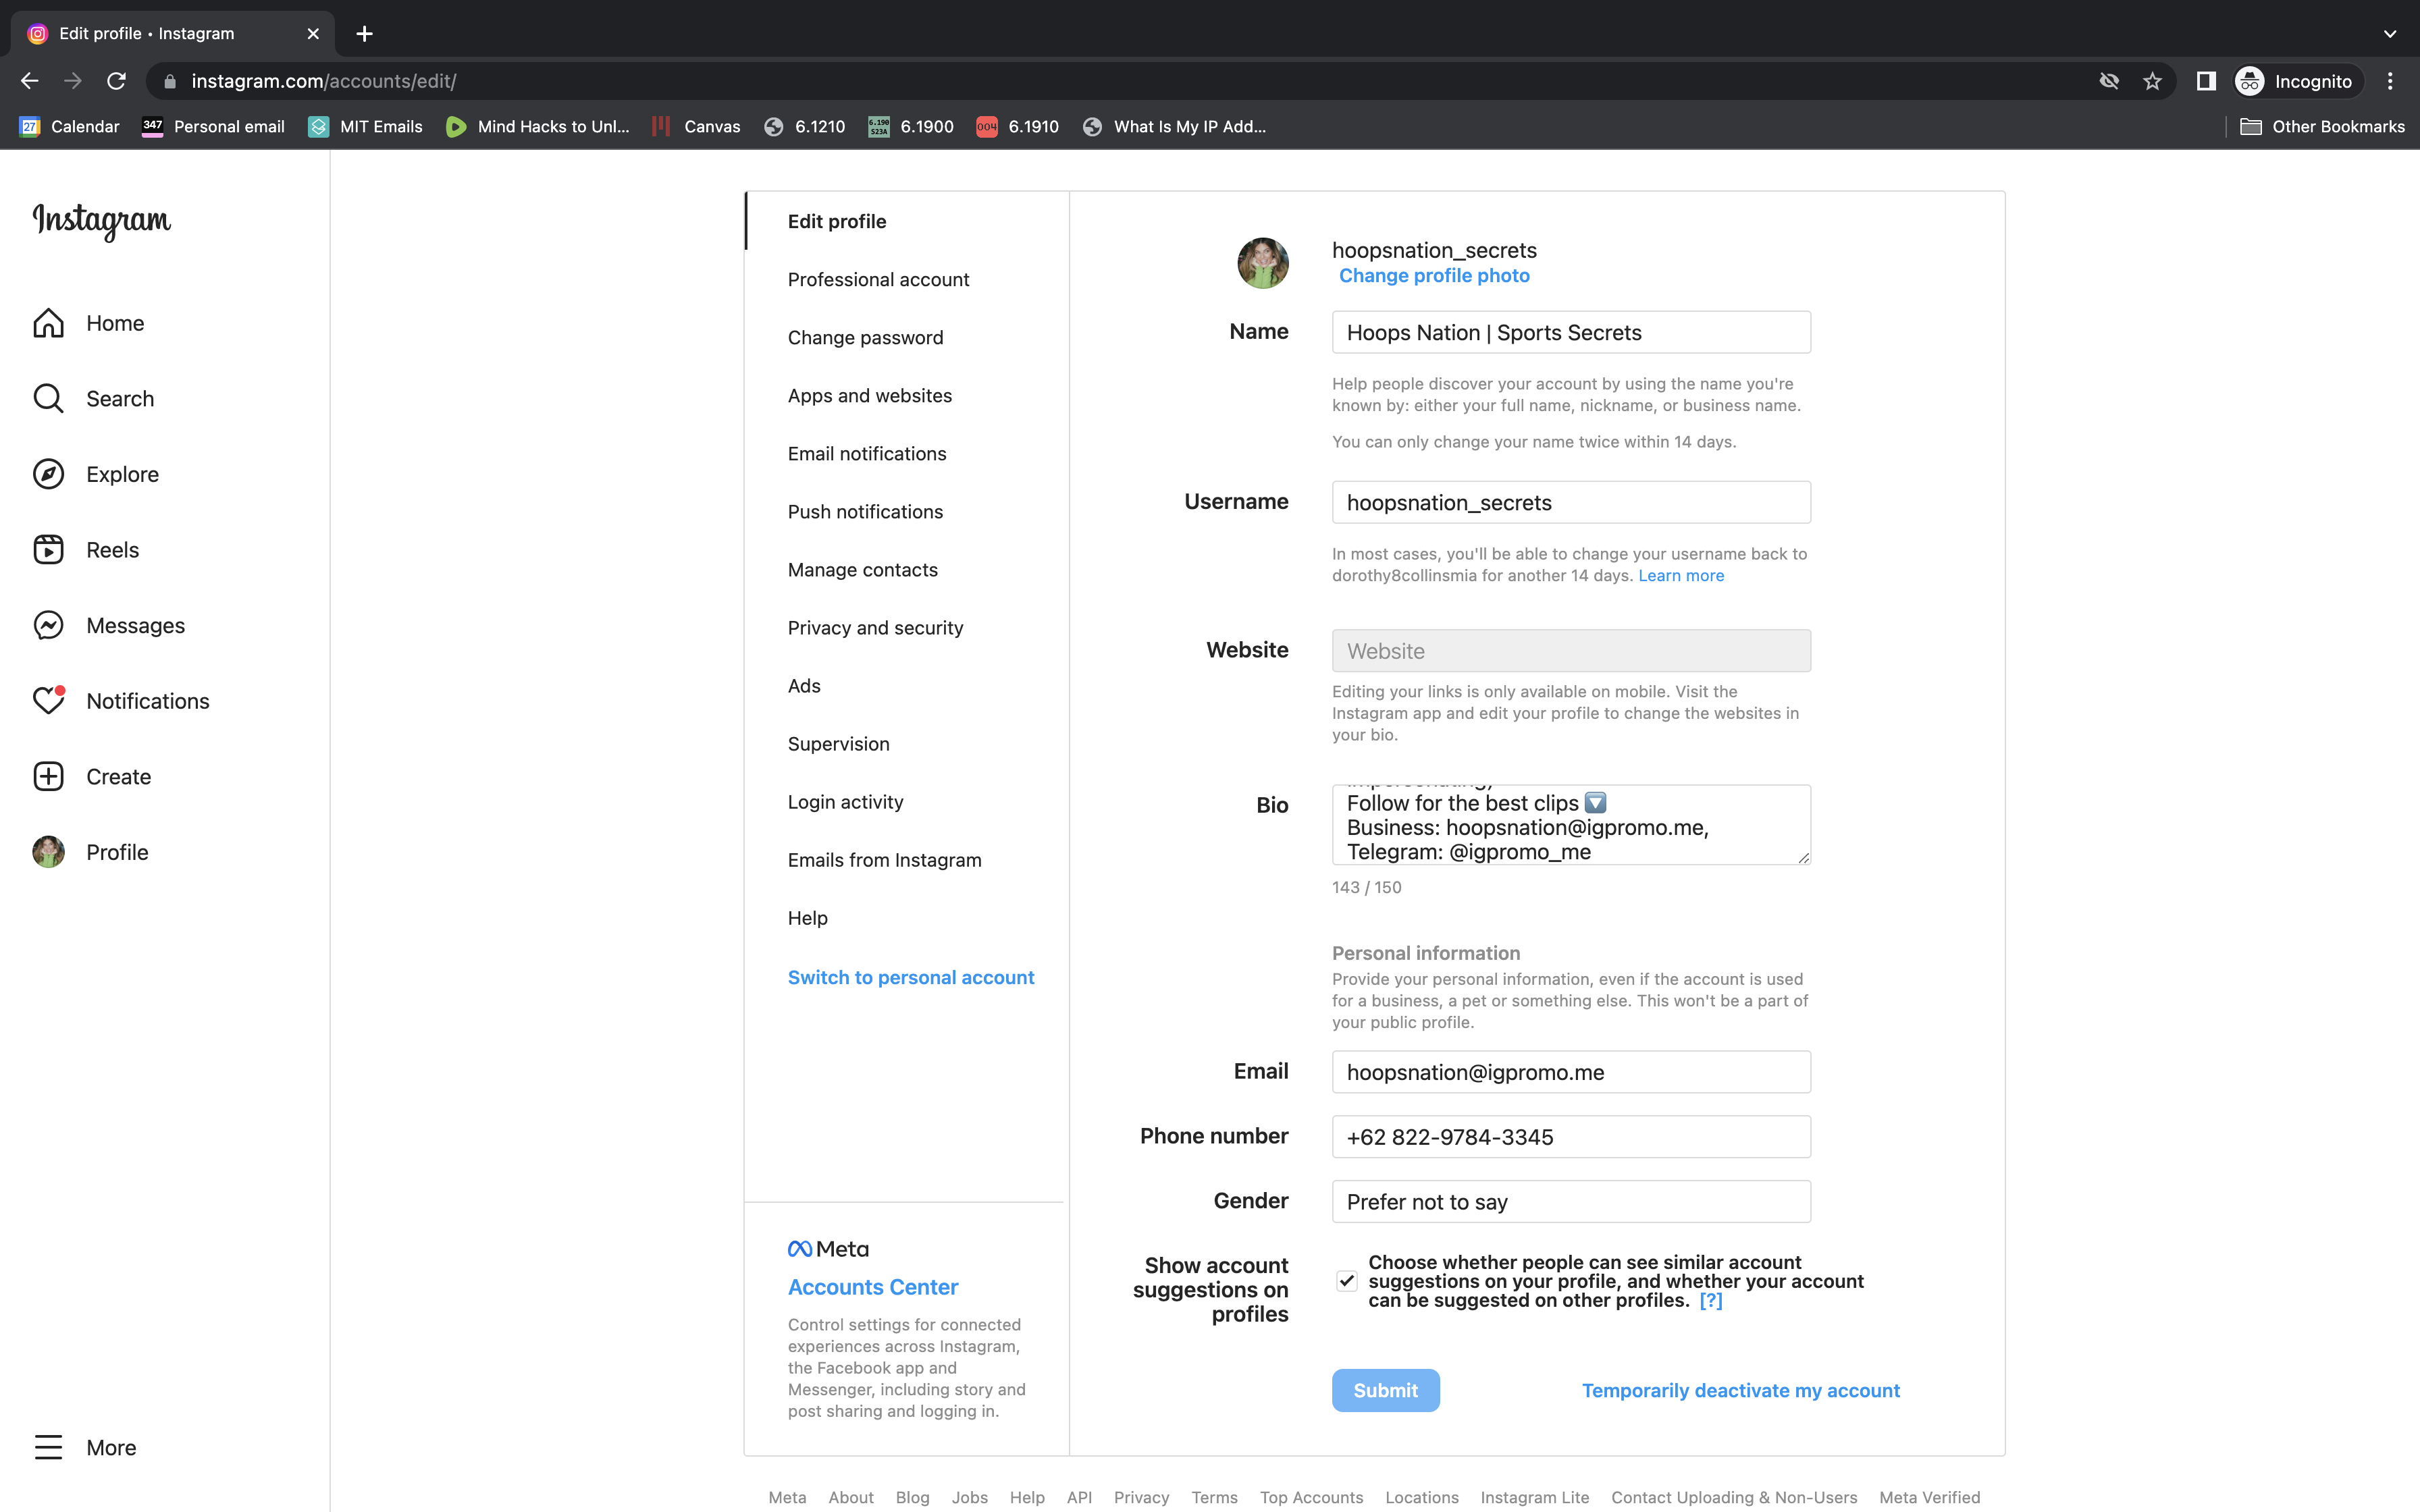 Edit profile • Instagram
instagram.com/accounts/edit/
Incognito
27 Calendar
347 Personal email
MIT Emails
Mind Hacks to Unl...
Canvas
6.1210
6.190 S23A 6.1900
004 6.1910
What Is My IP Add...
Other Bookmarks
Instagram
Home
Search
Explore
Reels
Messages
Notifications
Create
Profile
More
Edit profile
Professional account
Change password
Apps and websites
Email notifications
Push notifications
Manage contacts
Privacy and security
Ads
Supervision
Login activity
Emails from Instagram
Help
Switch to personal account
Meta
Accounts Center
Control settings for connected
experiences across Instagram,
the Facebook app and
Messenger, including story and
post sharing and logging in.
hoopsnation_secrets
Change profile photo
Name
Hoops Nation | Sports Secrets
Help people discover your account by using the name you're
known by: either your full name, nickname, or business name.
You can only change your name twice within 14 days.
Username
hoopsnation_secrets
In most cases, you'll be able to change your username back to
dorothy8collinsmia for another 14 days. Learn more
Website
Website
Editing your links is only available on mobile. Visit the
Instagram app and edit your profile to change the websites in
your bio.
Bio
Follow for the best clips 🔽
Business: hoopsnation@igpromo.me,
Telegram: @igpromo_me
143 / 150
Personal information
Provide your personal information, even if the account is used
for a business, a pet or something else. This won't be a part of
your public profile.
Email
hoopsnation@igpromo.me
Phone number
+62 822-9784-3345
Gender
Prefer not to say
Show account
suggestions on
profiles
Choose whether people can see similar account
suggestions on your profile, and whether your account
can be suggested on other profiles. [?]
Submit
Temporarily deactivate my account
Meta
About
Blog
Jobs
Help
API
Privacy
Terms
Top Accounts
Locations
Instagram Lite
Contact Uploading & Non-Users
Meta Verified